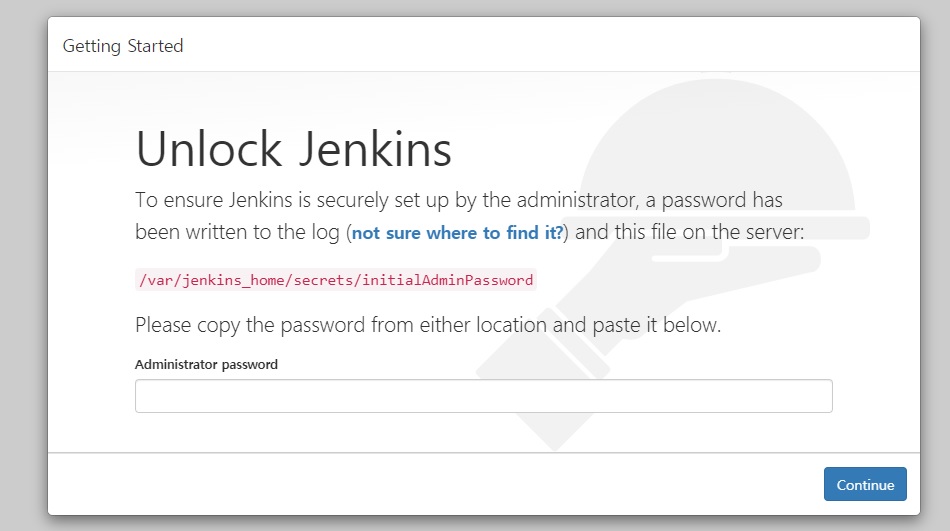 Getting Started
Unlock Jenkins
To ensure Jenkins is securely set up by the administrator, a password has
been written to the log (not sure where to find it?) and this file on the server:
/var/jenkins_home/secrets/initialAdminPassword
Please copy the password from either location and paste it below.
Administrator password
Continue